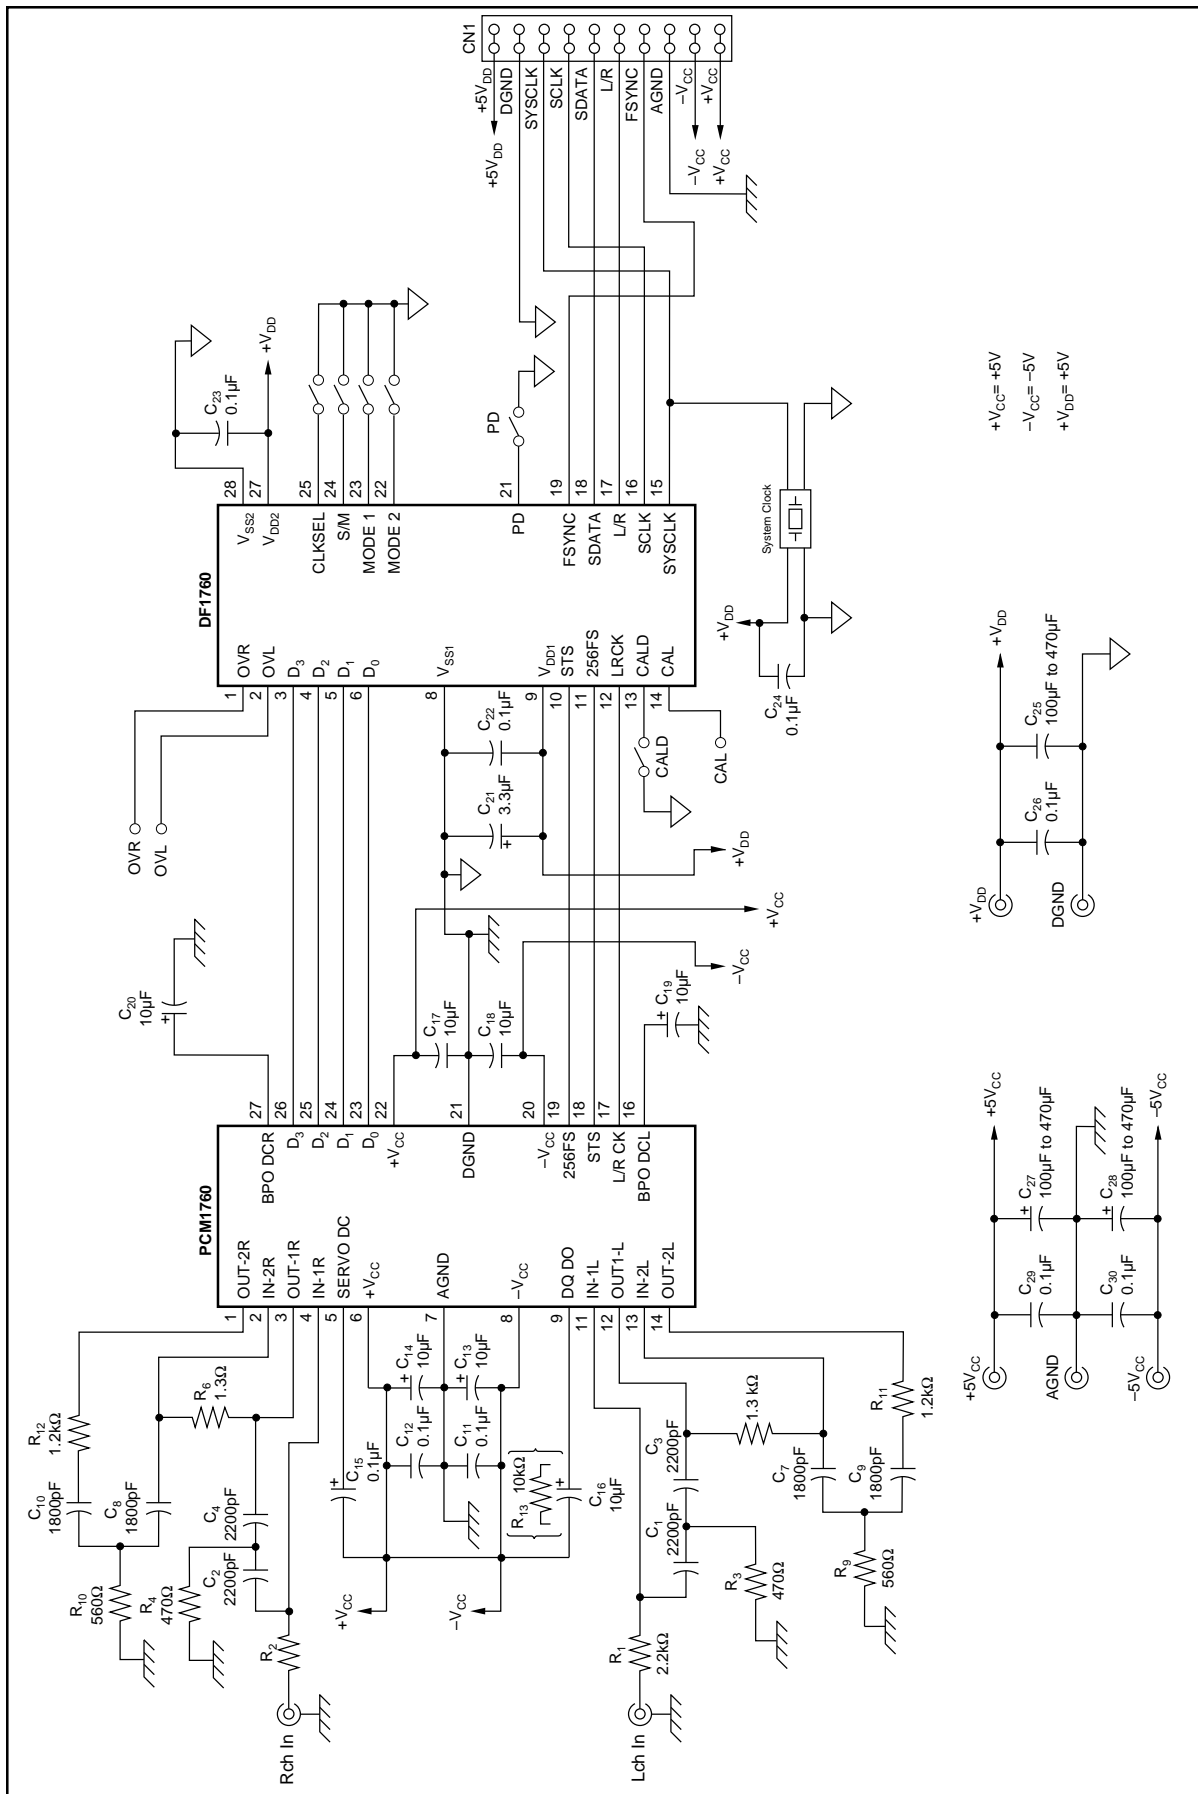 Rch In
R2
R10
560Ω
R4
470Ω
C2
2200pF
C10
1800pF
C8
1800pF
C4
2200pF
R12
1.2kΩ
R6
1.3Ω
+VCC
–VCC
C15
0.1µF
C12
0.1µF
C11
0.1µF
C14
10µF
C13
10µF
R13
10kΩ
C16
10µF
+
+
+
+
Lch In
R1
2.2kΩ
R3
470Ω
C1
2200pF
C3
2200pF
1.3 kΩ
C7
1800pF
C9
1800pF
R9
560Ω
R11
1.2kΩ
PCM1760
1 OUT-2R
2 IN-2R
3 OUT-1R
4 IN-1R
5 SERVO DC
6 +VCC
7 AGND
8 –VCC
9 DQ DO
11 IN-1L
12 OUT1-L
13 IN-2L
14 OUT-2L
BPO DCR 27
D3 26
D2 25
D1 24
D0 23
+VCC 22
DGND 21
–VCC 20
256FS 19
STS 18
L/R CK 17
BPO DCL 16
C20
10µF
+
C17
10µF
C18
10µF
C19
10µF
+
+VCC
–VCC
+VDD
OVR
OVL
C21
3.3µF
+
C22
0.1µF
CALD
CAL
DF1760
1 OVR
2 OVL
3 D3
4 D2
5 D1
6 D0
8 VSS1
9 VDD1
10 STS
11 256FS
12 LRCK
13 CALD
14 CAL
VSS2 28
VDD2 27
CLKSEL 25
S/M 24
MODE 1 23
MODE 2 22
PD 21
FSYNC 19
SDATA 18
L/R 17
SCLK 16
SYSCLK 15
C23
0.1µF
+VDD
PD
C24
0.1µF
+VDD
System Clock
CN1
+5VDD
+5VDD
DGND
SYSCLK
SCLK
SDATA
L/R
FSYNC
AGND
–VCC
–VCC
+VCC
+VCC
+5VCC
AGND
–5VCC
C29
0.1µF
C30
0.1µF
C27
100µF to 470µF
+
C28
100µF to 470µF
+
+5VCC
–5VCC
+VDD
DGND
C26
0.1µF
C25
100µF to 470µF
+VDD
+VCC= +5V
–VCC= –5V
+VDD= +5V